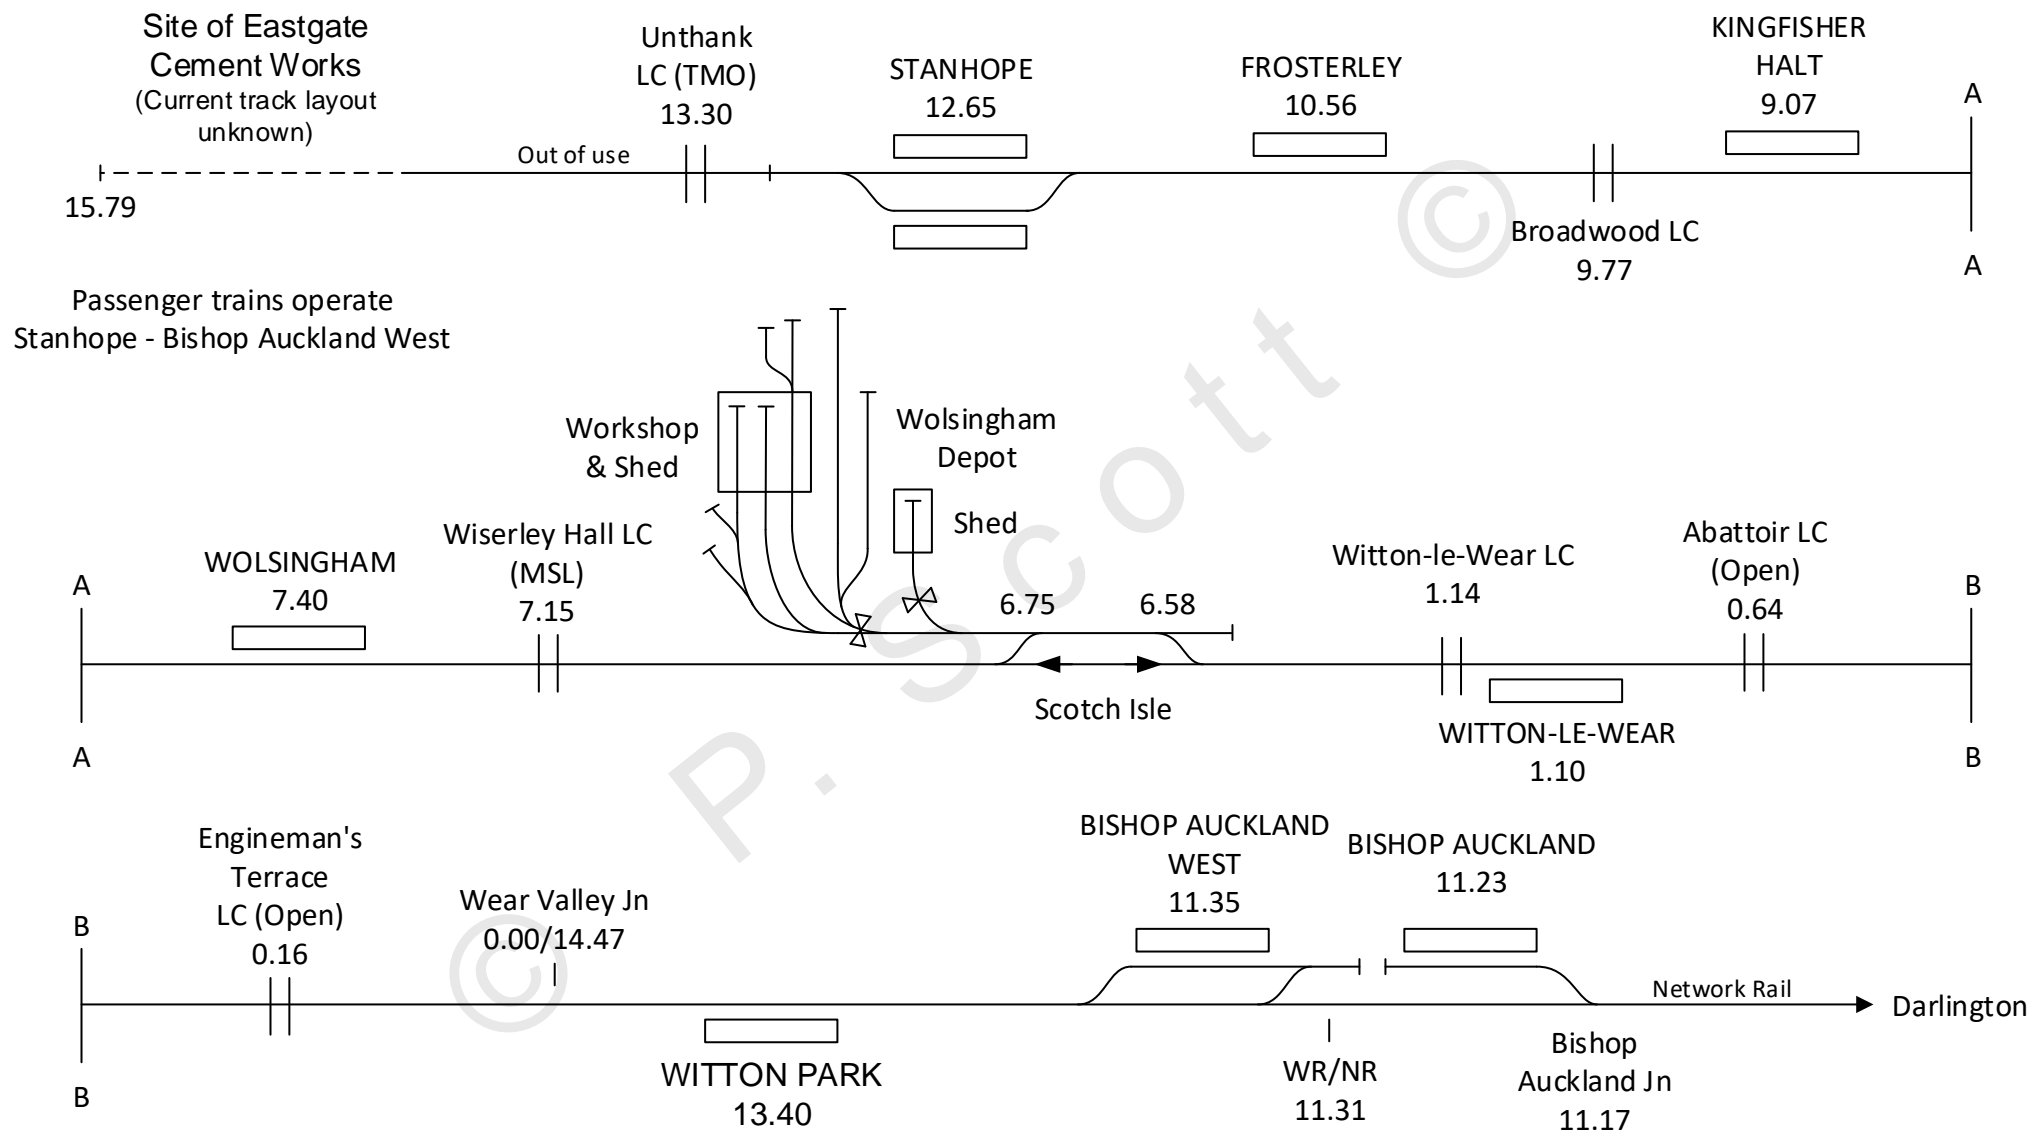 Site of Eastgate
Cement Works
(Current track layout
unknown)
15.79
Out of use
Unthank
LC (TMO)
13.30
STANHOPE
12.65
FROSTERLEY
10.56
Broadwood LC
9.77
KINGFISHER
HALT
9.07
A
A
Passenger trains operate
Stanhope - Bishop Auckland West
A
A
WOLSINGHAM
7.40
Wiserley Hall LC
(MSL)
7.15
Workshop
& Shed
Wolsingham
Depot
Shed
6.75
6.58
Scotch Isle
Witton-le-Wear LC
1.14
WITTON-LE-WEAR
1.10
Abattoir LC
(Open)
0.64
B
B
B
B
Engineman's
Terrace
LC (Open)
0.16
Wear Valley Jn
0.00/14.47
WITTON PARK
13.40
BISHOP AUCKLAND
WEST
11.35
BISHOP AUCKLAND
11.23
WR/NR
11.31
Bishop
Auckland Jn
11.17
Network Rail
Darlington
© P. Scott ©